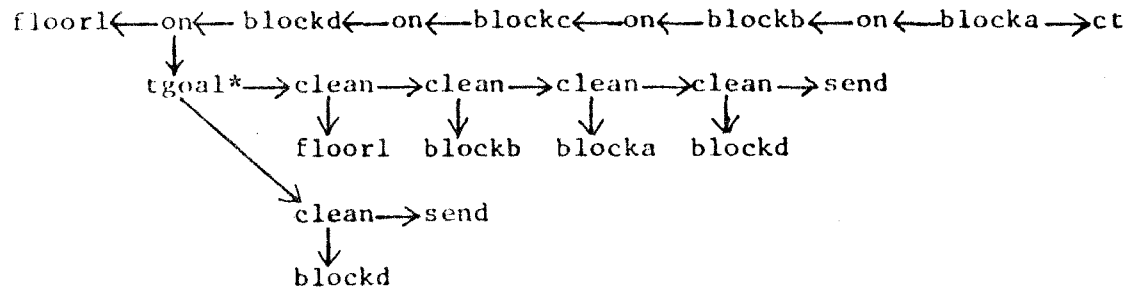 floorl on blockd on blockc on blockb on blocka ct
tgoal* clean clean clean clean send
floorl blockb blocka blockd
clean send
blockd